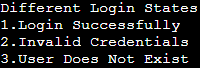 Different Login States
1.Login Successfully
2.Invalid Credentials
3.User Does Not Exist